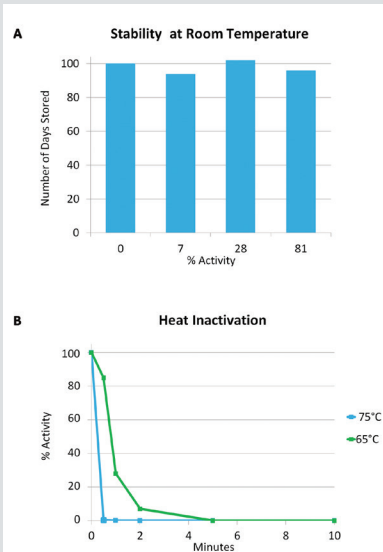 A
Stability at Room Temperature
Number of Days Stored
100
80
60
40
20
0
0 7 28 81
% Activity
B
Heat Inactivation
% Activity
100
80
60
40
20
0
0 2 4 6 8 10
Minutes
75°C
65°C